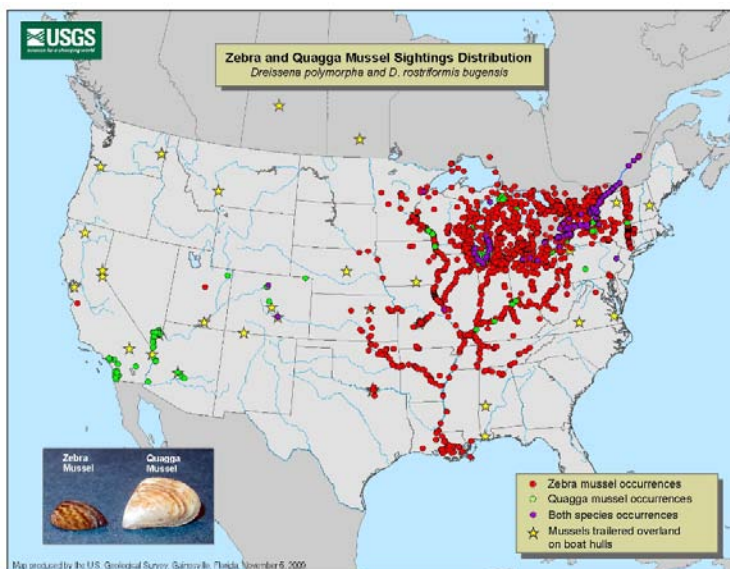 USGS
science for a changing world
Zebra and Quagga Mussel Sightings Distribution
Dreissena polymorpha and D. rostriformis bugensis
Zebra
Mussel
Quagga
Mussel
Zebra mussel occurrences
Quagga mussel occurrences
Both species occurrences
Mussels trailered overland
on boat hulls
Map produced by the U.S. Geological Survey, Gainesville, Florida, November 6, 2009